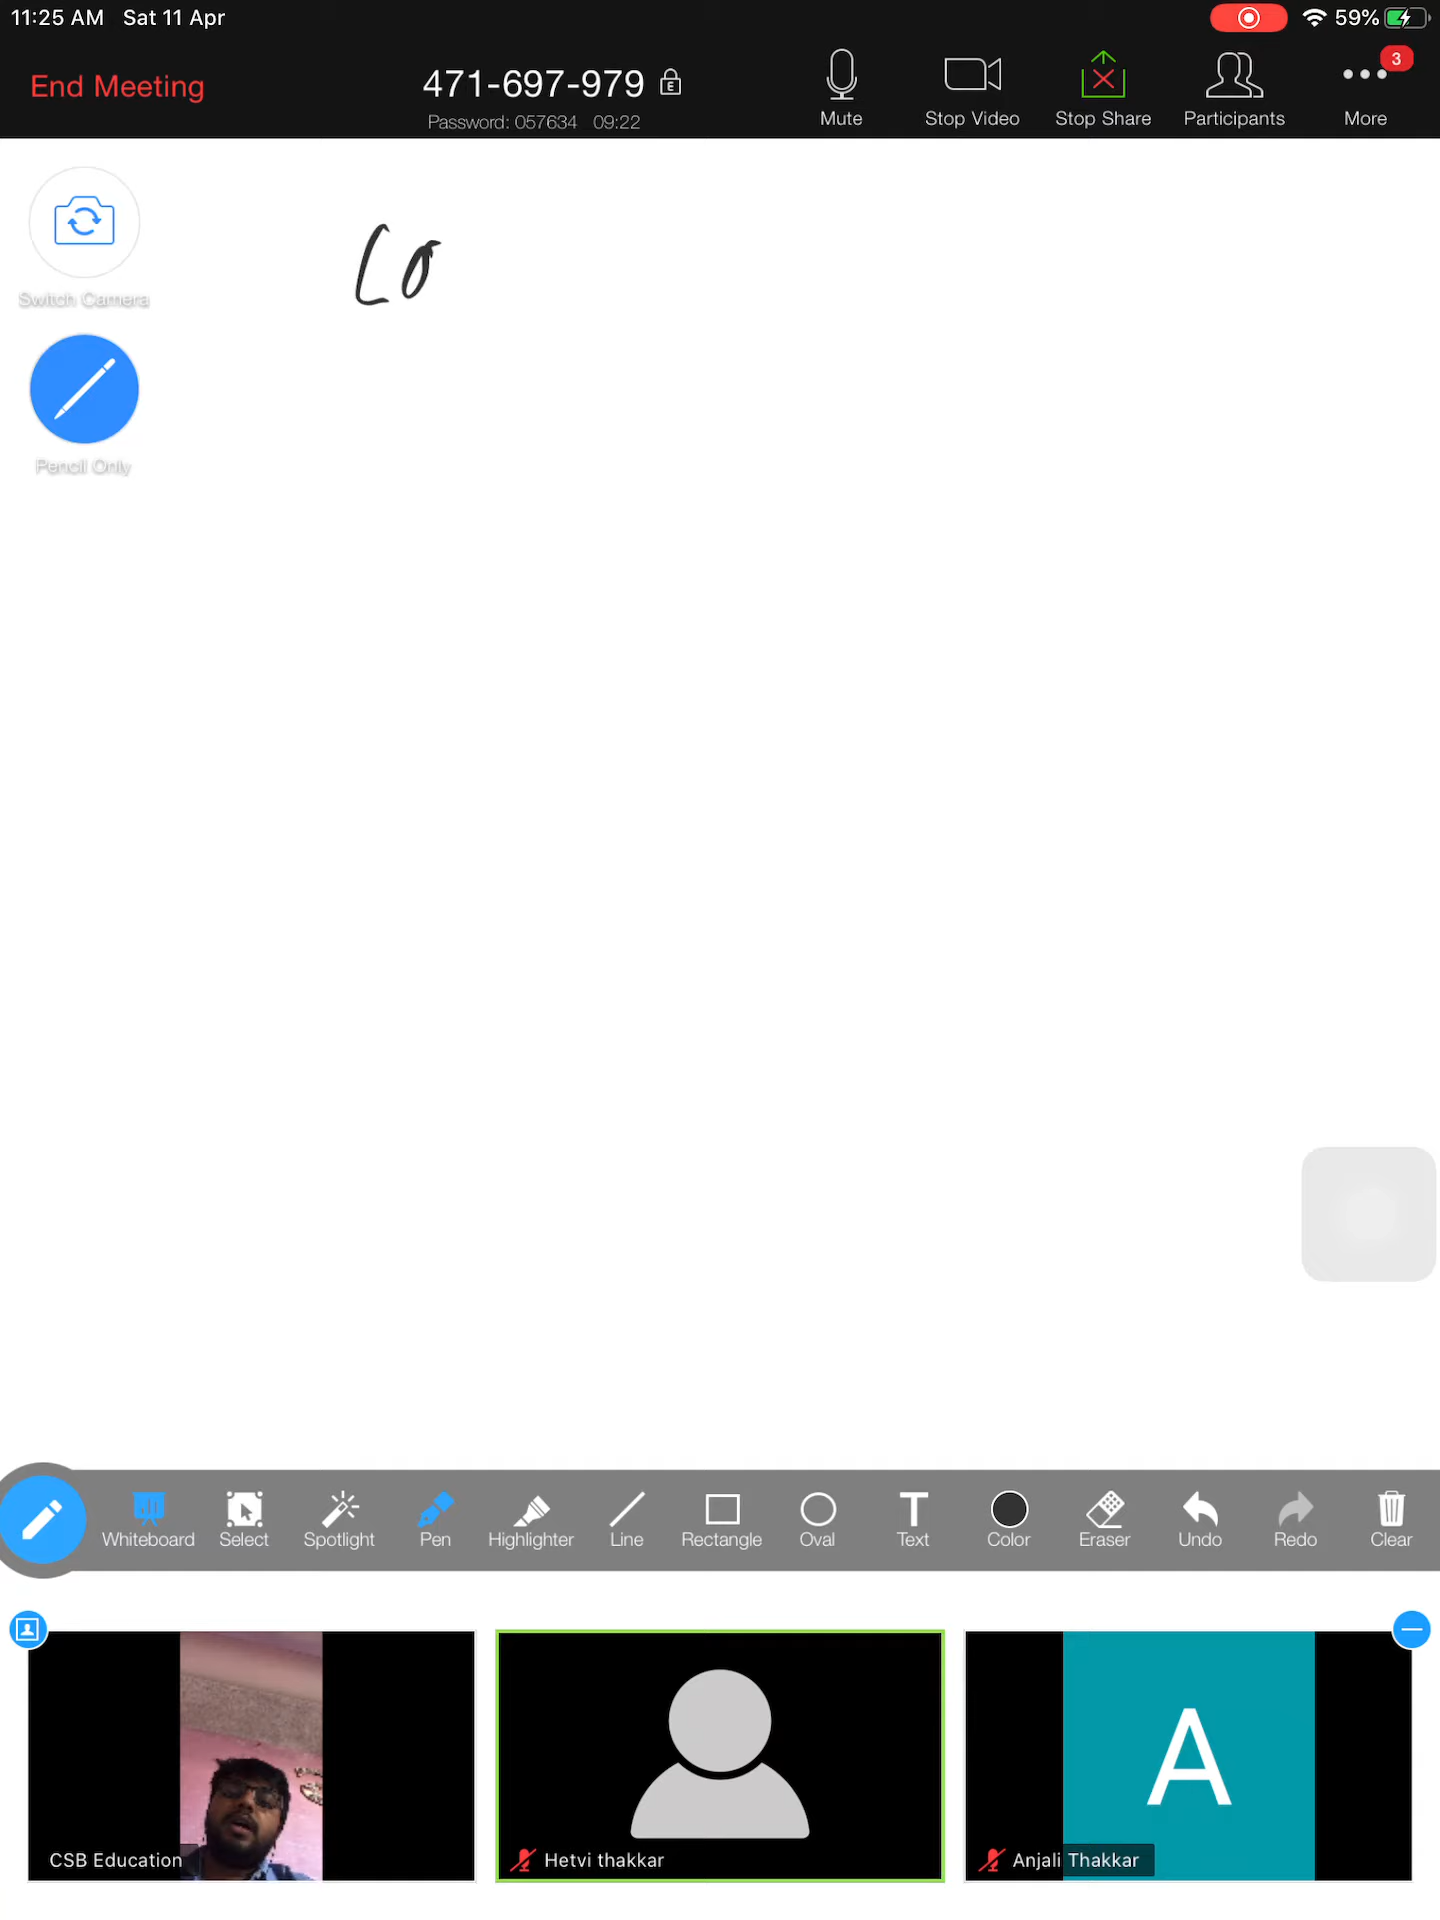 11:25 AM Sat 11 Apr 59%
End Meeting 471-697-979 E 3
Password: 057634 09:22
Mute Stop Video Stop Share Participants More
Switch Camera
Lo
Pencil Only
Whiteboard Select Spotlight Pen Highlighter Line Rectangle Oval Text Color Eraser Undo Redo Clear
A
CSB Education Hetvi thakkar Anjali Thakkar